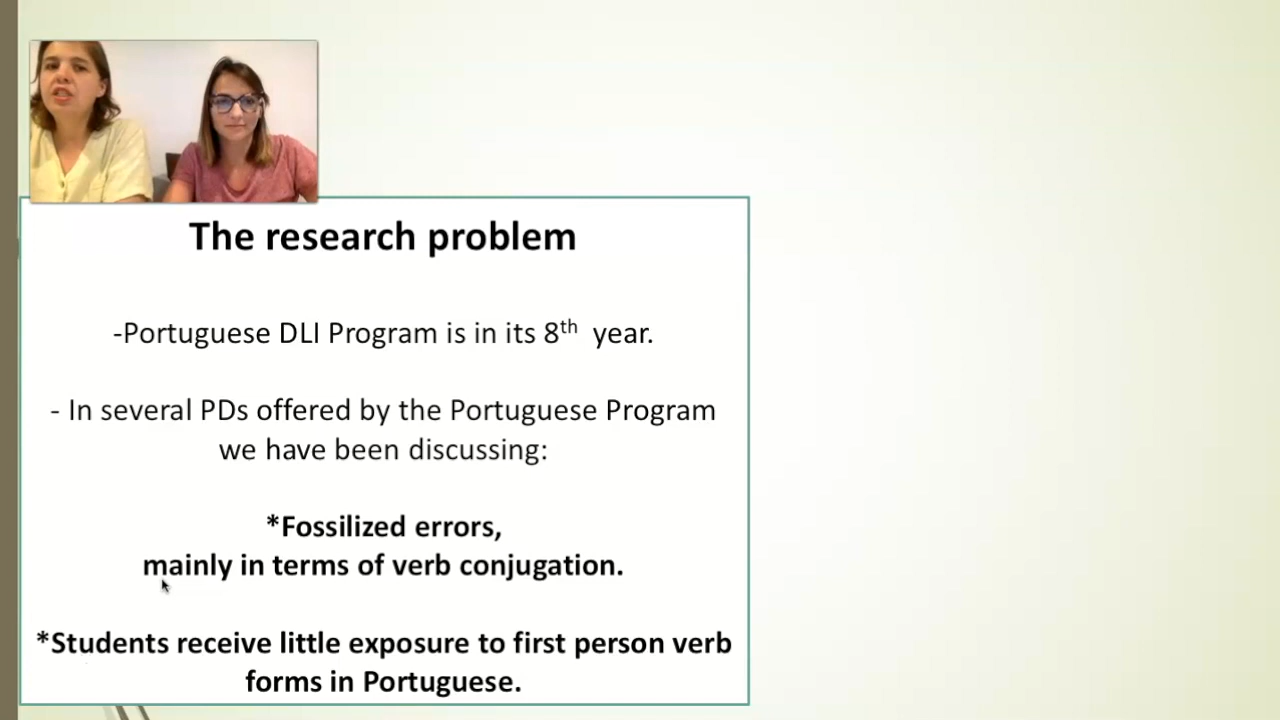 The research problem
-Portuguese DLI Program is in its 8th year.
- In several PDs offered by the Portuguese Program
we have been discussing:
*Fossilized errors,
mainly in terms of verb conjugation.
*Students receive little exposure to first person verb
forms in Portuguese.